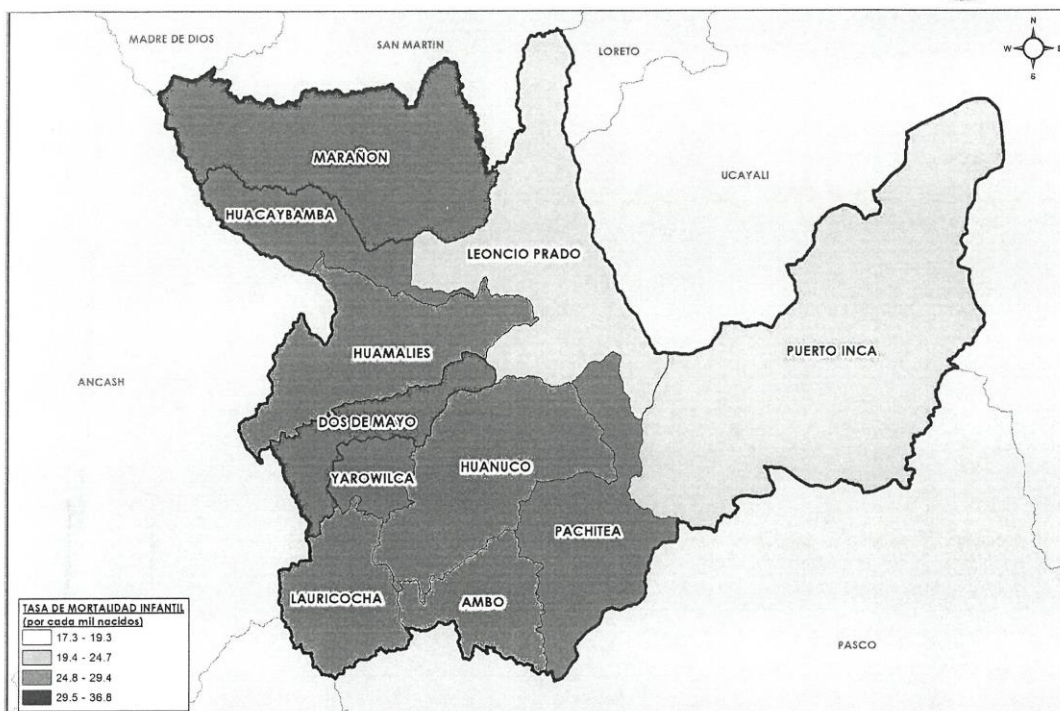 MADRE DE DIOS
SAN MARTIN
LORETO
N
W
E
S
MARAÑON
UCAYALI
HUACAYBAMBA
LEONCIO PRADO
HUAMALIES
PUERTO INCA
ANCASH
DOS DE MAYO
HUANUCO
YAROWILCA
PACHITEA
LAURICOCHA
AMBO
PASCO
TASA DE MORTALIDAD INFANTIL
(por cada mil nacidos)
17.3 - 19.3
19.4 - 24.7
24.8 - 29.4
29.5 - 36.8